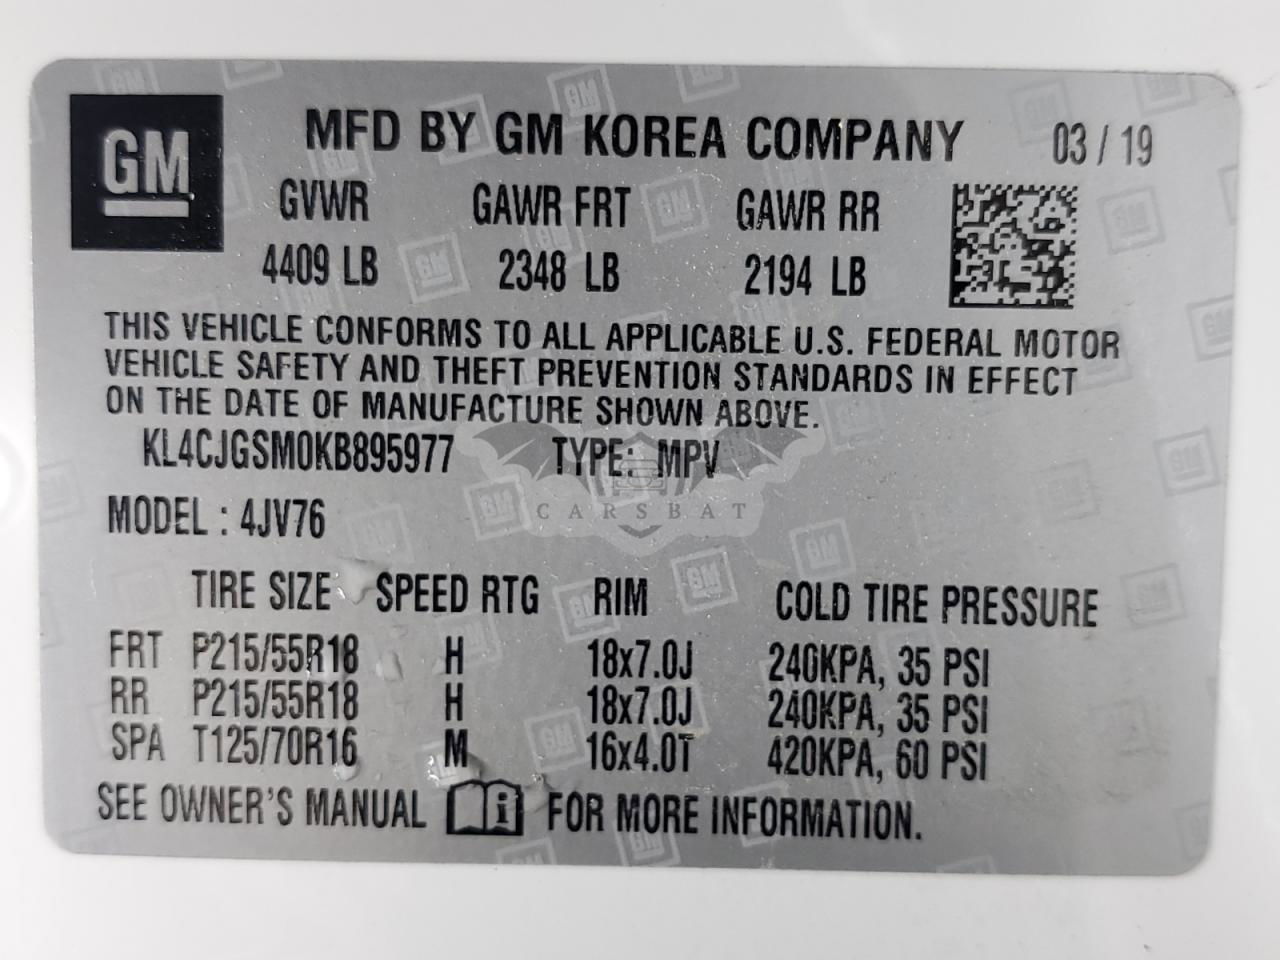 GM
MFD BY GM KOREA COMPANY 03 / 19
GVWR GAWR FRT GAWR RR
4409 LB 2348 LB 2194 LB
THIS VEHICLE CONFORMS TO ALL APPLICABLE U.S. FEDERAL MOTOR
VEHICLE SAFETY AND THEFT PREVENTION STANDARDS IN EFFECT
ON THE DATE OF MANUFACTURE SHOWN ABOVE.
KL4CJGSM0KB895977 TYPE: MPV
CARSBAT
MODEL : 4JV76
TIRE SIZE SPEED RTG RIM COLD TIRE PRESSURE
FRT P215/55R18 H 18x7.0J 240KPA, 35 PSI
RR P215/55R18 H 18x7.0J 240KPA, 35 PSI
SPA T125/70R16 M 16x4.0T 420KPA, 60 PSI
SEE OWNER'S MANUAL i FOR MORE INFORMATION.